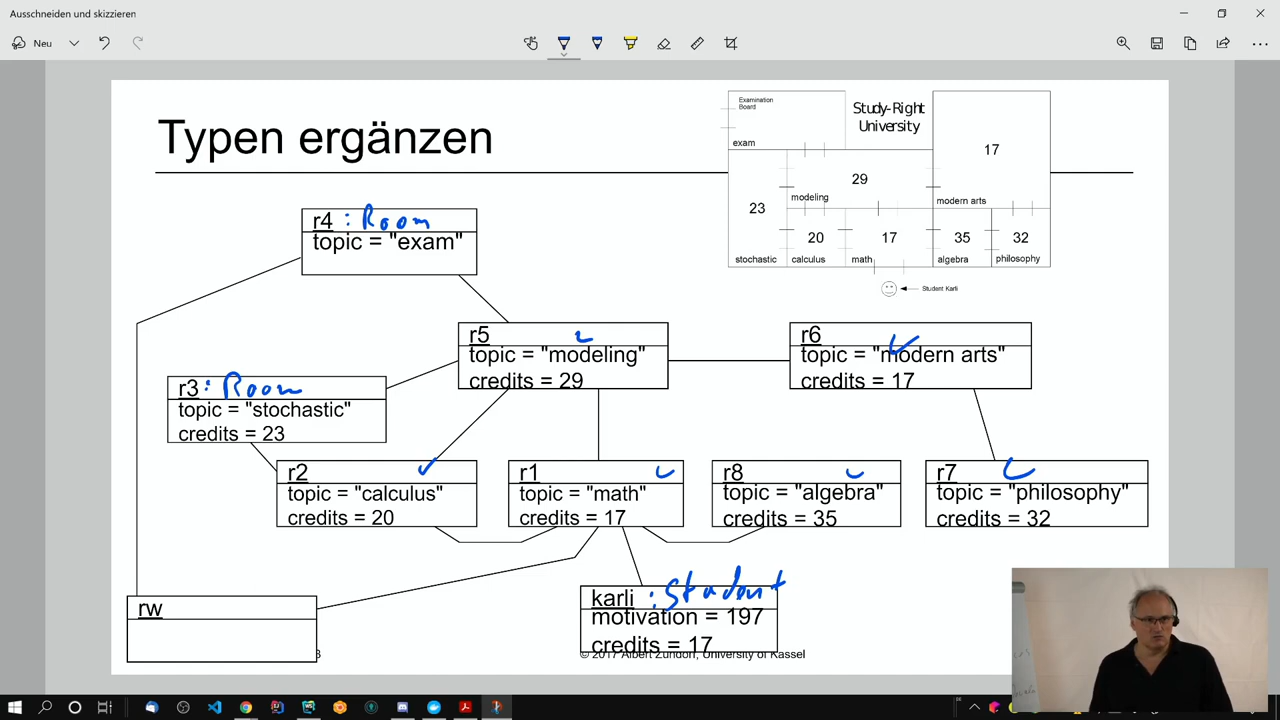 Ausschneiden und skizzieren
Neu
Typen ergänzen
Examination
Board
Study-Right
University
exam
17
29
modeling
modern arts
23
20
17
35
32
stochastic
calculus
math
algebra
philosophy
Student Karli
r4 : Room
topic = "exam"
r5
topic = "modeling"
credits = 29
r6
topic = "modern arts"
credits = 17
r3 : Room
topic = "stochastic"
credits = 23
r2
topic = "calculus"
credits = 20
r1
topic = "math"
credits = 17
r8
topic = "algebra"
credits = 35
r7
topic = "philosophy"
credits = 32
rw
karli : Student
motivation = 197
credits = 17
3
© 2017 Albert Zündorf, University of Kassel